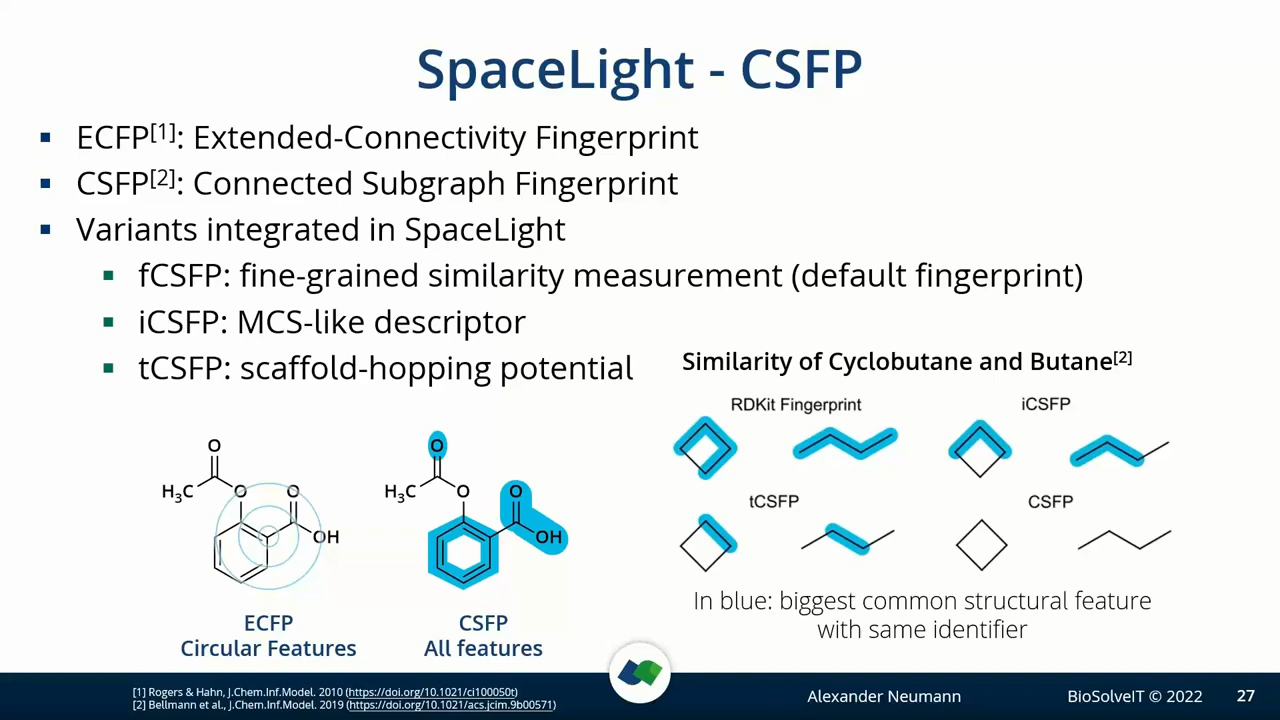 SpaceLight - CSFP
▪ ECFP[1]: Extended-Connectivity Fingerprint
▪ CSFP[2]: Connected Subgraph Fingerprint
▪ Variants integrated in SpaceLight
▪ fCSFP: fine-grained similarity measurement (default fingerprint)
▪ iCSFP: MCS-like descriptor
▪ tCSFP: scaffold-hopping potential
Similarity of Cyclobutane and Butane[2]
RDKit Fingerprint
iCSFP
tCSFP
CSFP
In blue: biggest common structural feature
with same identifier
O
H3C
O
O
OH
O
H3C
O
O
OH
ECFP
Circular Features
CSFP
All features
[1] Rogers & Hahn, J.Chem.Inf.Model. 2010 (https://doi.org/10.1021/ci100050t)
[2] Bellmann et al., J.Chem.Inf.Model. 2019 (https://doi.org/10.1021/acs.jcim.9b00571)
Alexander Neumann
BioSolveIT © 2022
27